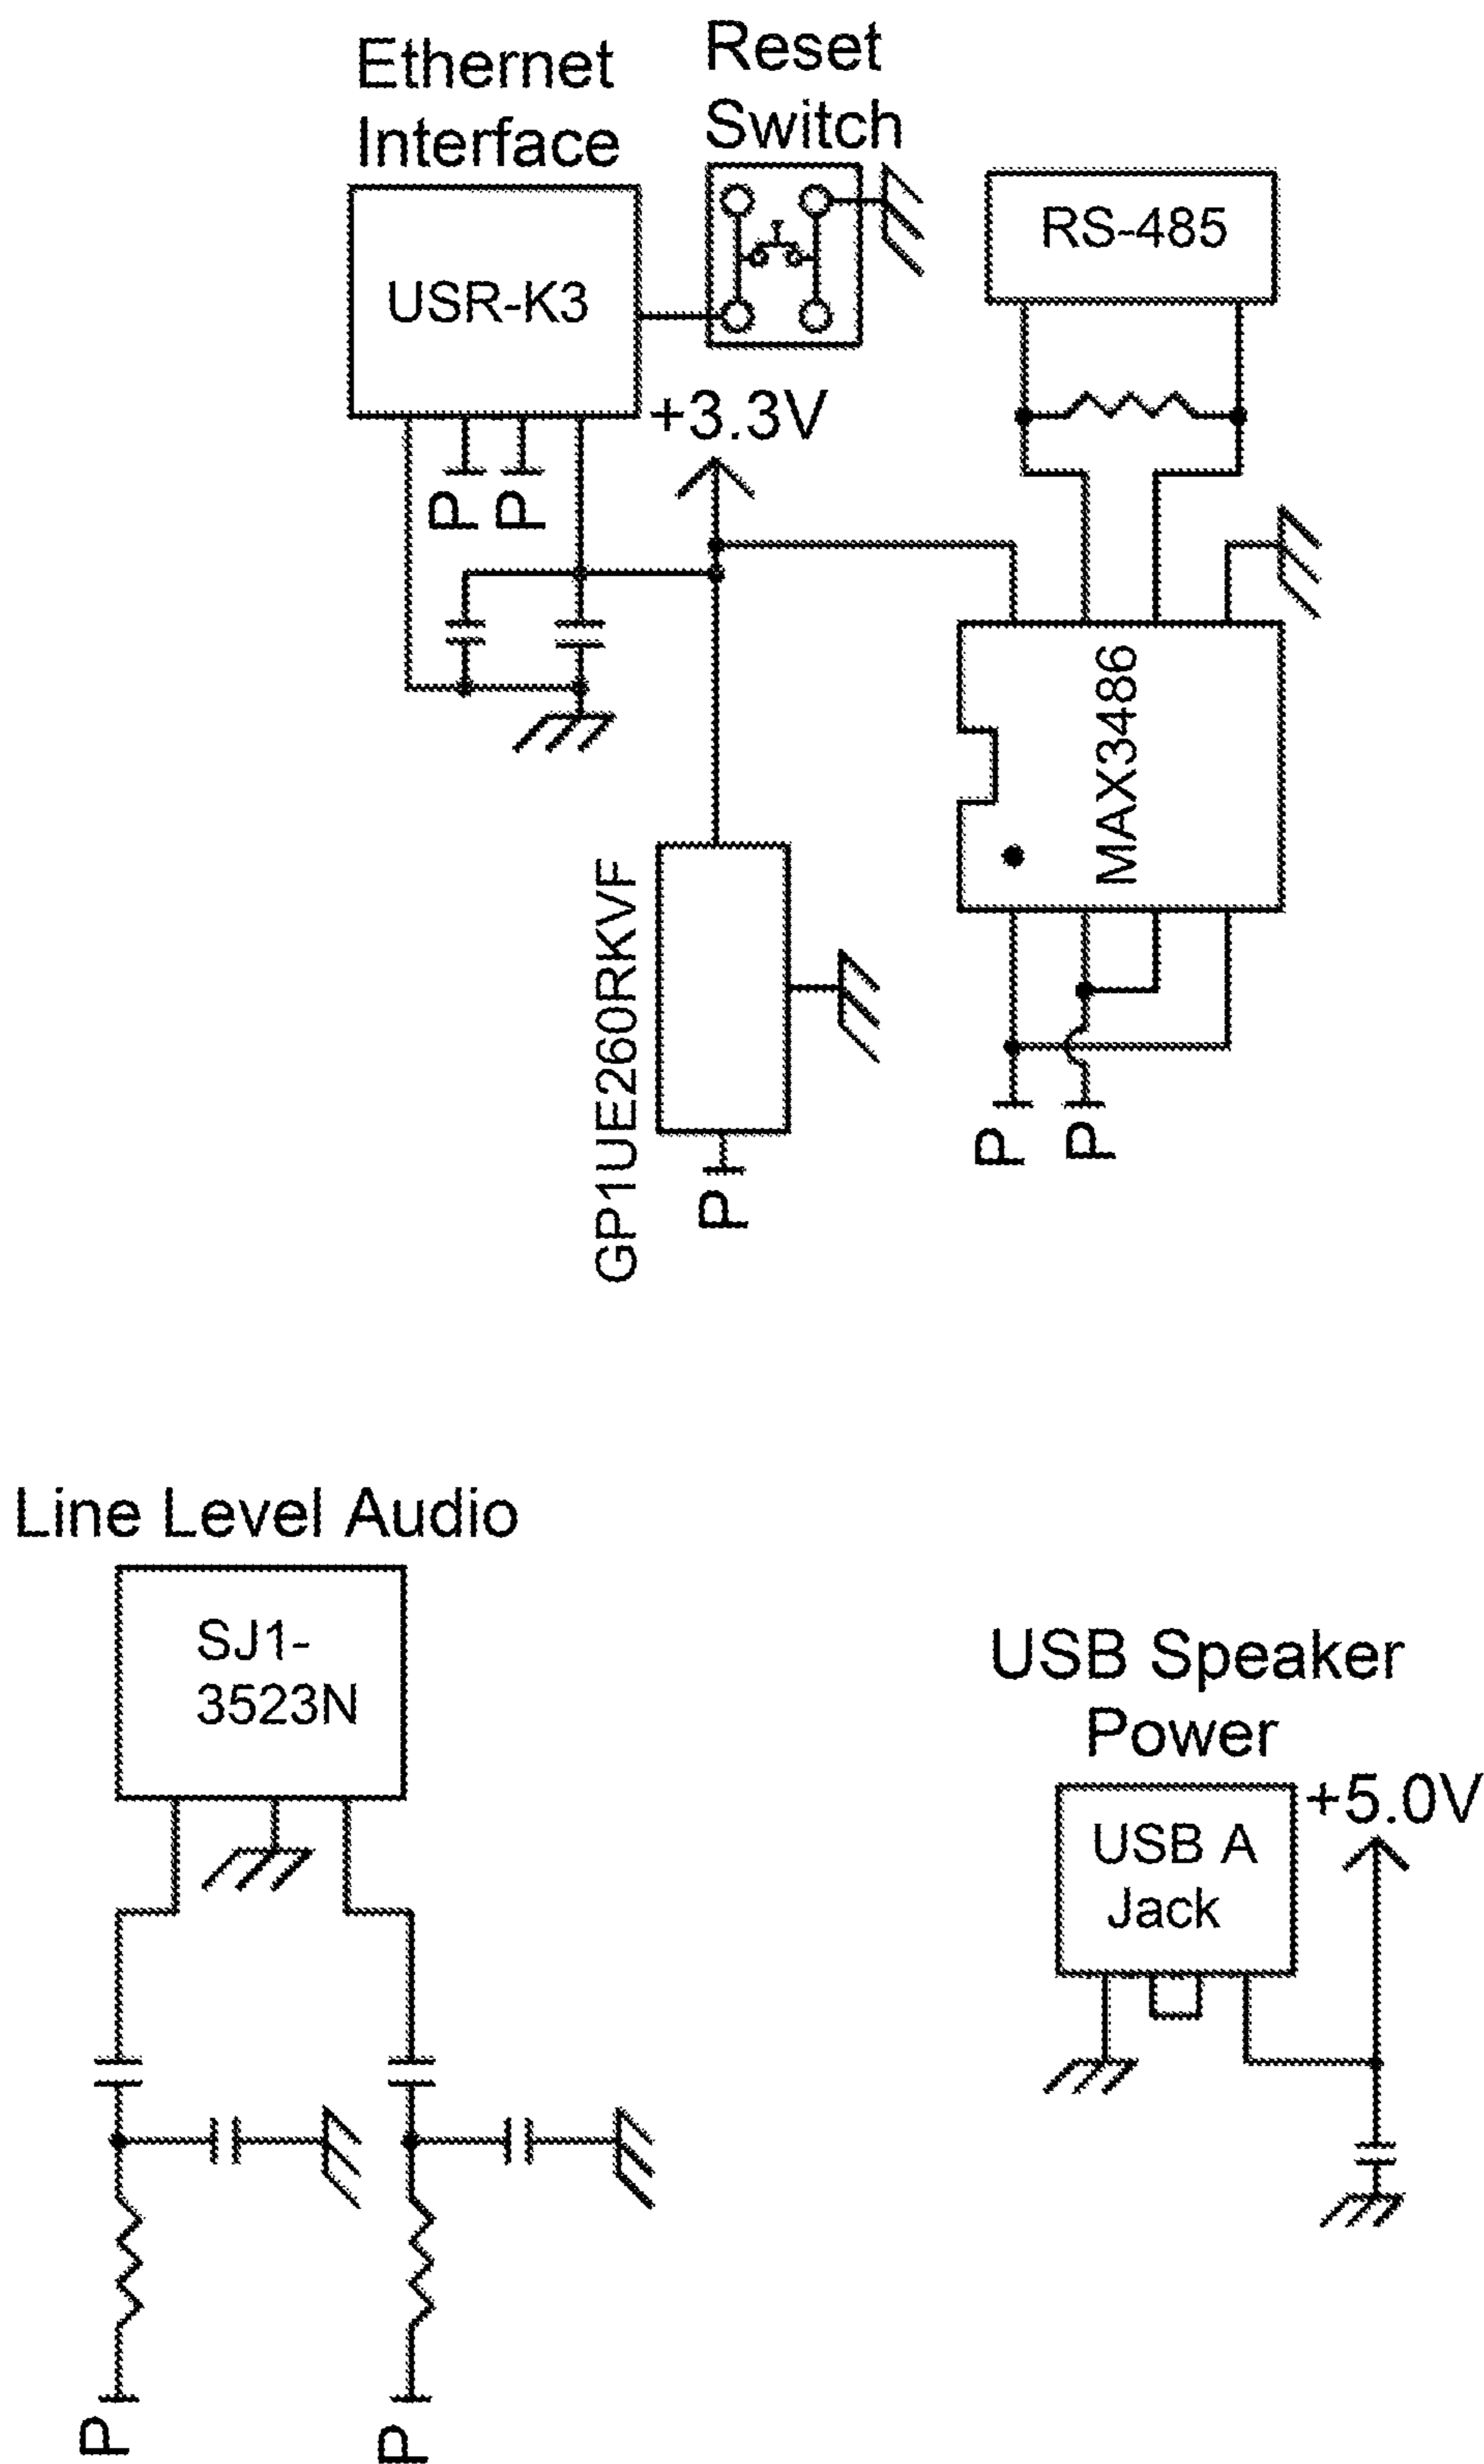 Ethernet
Interface
Reset
Switch
USR-K3
RS-485
+3.3V
P
P
MAX3486
GP1UE260RKVF
P
P
P
Line Level Audio
SJ1-
3523N
USB Speaker
Power
+5.0V
USB A
Jack
P
P